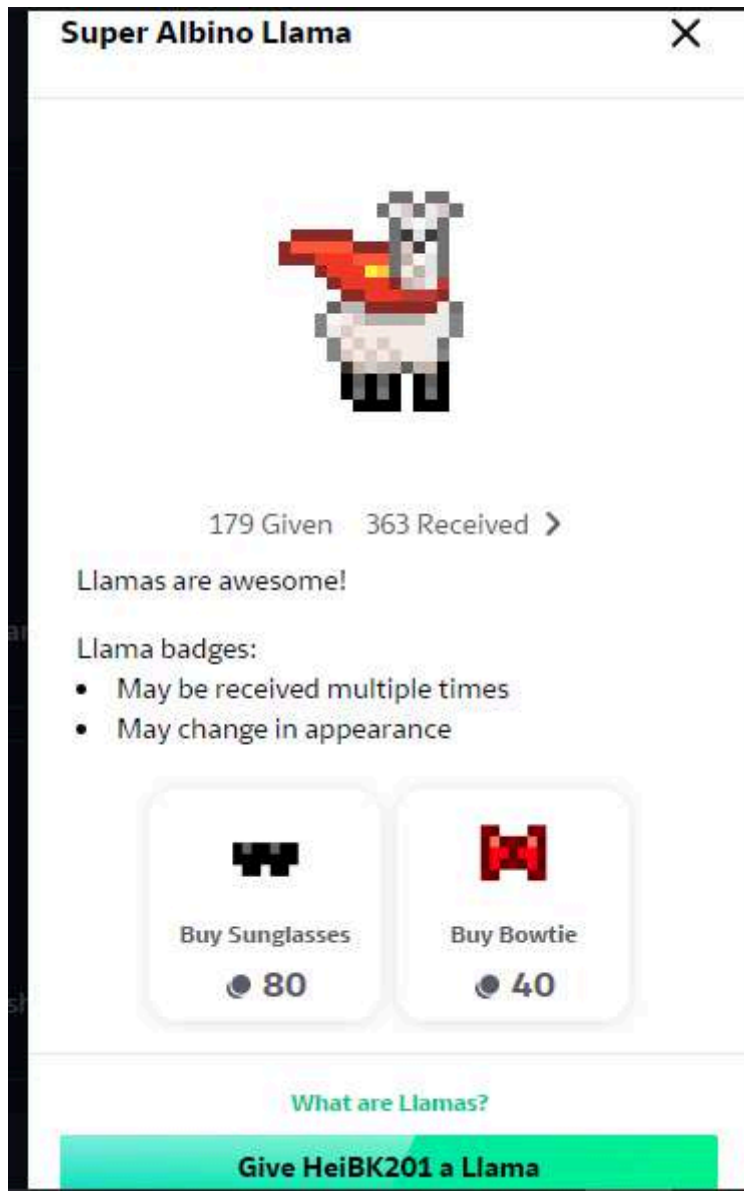 Super Albino Llama
179 Given 363 Received
Llamas are awesome!
Llama badges:
• May be received multiple times
• May change in appearance
Buy Sunglasses
80
Buy Bowtie
40
What are Llamas?
Give HeiBK201 a Llama